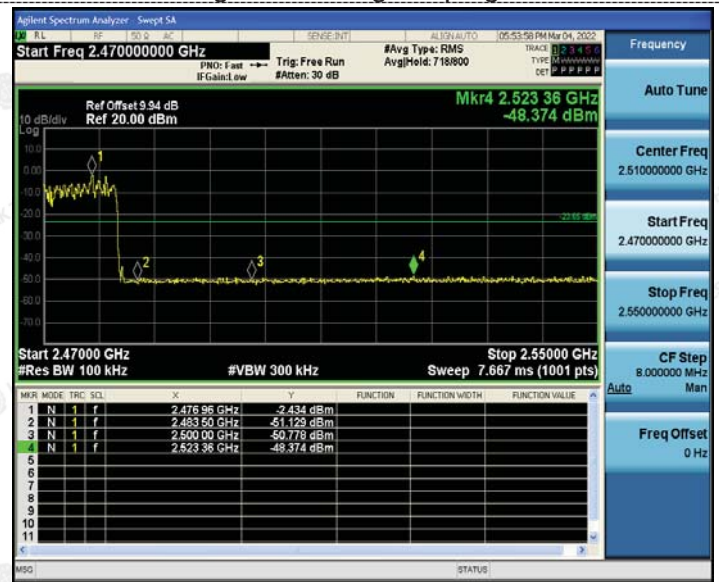 Agilent Spectrum Analyzer Swept SA
RL RF 50 Ω AC SENSE:INT ALIGN AUTO 05:53:58 PM Mar 04, 2022
Start Freq 2.470000000 GHz
PNO: Fast Trig: Free Run
IFGain:Low #Atten: 30 dB
#Avg Type: RMS
Avg|Hold: 718/800
TRACE 1 2 3 4 5 6
TYPE M
DET P P P P P P
Mkr4 2.523 36 GHz
-48.374 dBm
Ref Offset 9.94 dB
10 dB/div Ref 20.00 dBm
Log
10.0
0.00
-10.0
-20.0
-30.0
-40.0
-50.0
-60.0
-70.0
1
2
3
4
Start 2.47000 GHz Stop 2.55000 GHz
#Res BW 100 kHz #VBW 300 kHz Sweep 7.667 ms (1001 pts)
MKR MODE TRC SCL X Y FUNCTION FUNCTION WIDTH FUNCTION VALUE
1 N 1 f 2.476 96 GHz -2.434 dBm
2 N 1 f 2.483 50 GHz -51.129 dBm
3 N 1 f 2.500 00 GHz -50.778 dBm
4 N 1 f 2.523 36 GHz -48.374 dBm
5
6
7
8
9
10
11
MSG STATUS
Frequency
Auto Tune
Center Freq
2.510000000 GHz
Start Freq
2.470000000 GHz
Stop Freq
2.550000000 GHz
CF Step
8.000000 MHz
Auto Man
Freq Offset
0 Hz